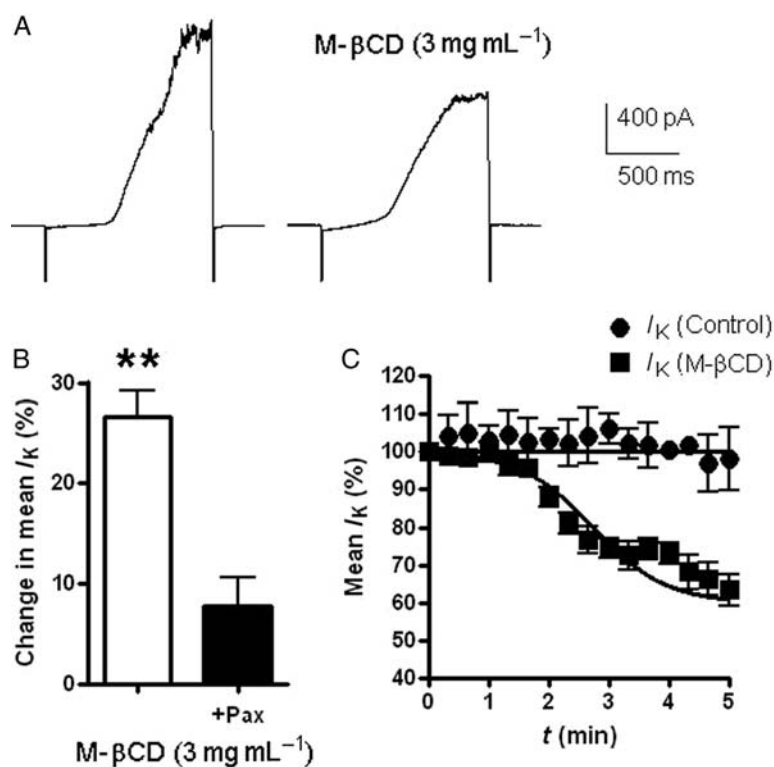 A
M-βCD (3 mg mL⁻¹)
400 pA
500 ms
B
**
30
20
10
0
Change in mean I_K (%)
+Pax
M-βCD (3 mg mL⁻¹)
C
I_K (Control)
I_K (M-βCD)
120
110
100
90
80
70
60
50
40
Mean I_K (%)
0 1 2 3 4 5
t (min)